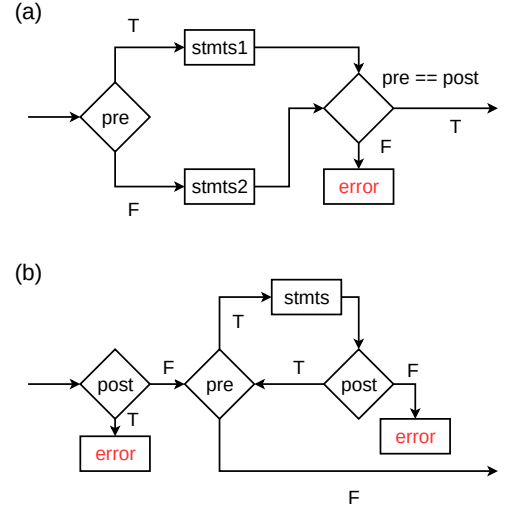 (a)
T
stmts1
pre == post
pre
T
F
stmts2
F
error
(b)
stmts
T
post
F
pre
T
post
F
T
error
error
F